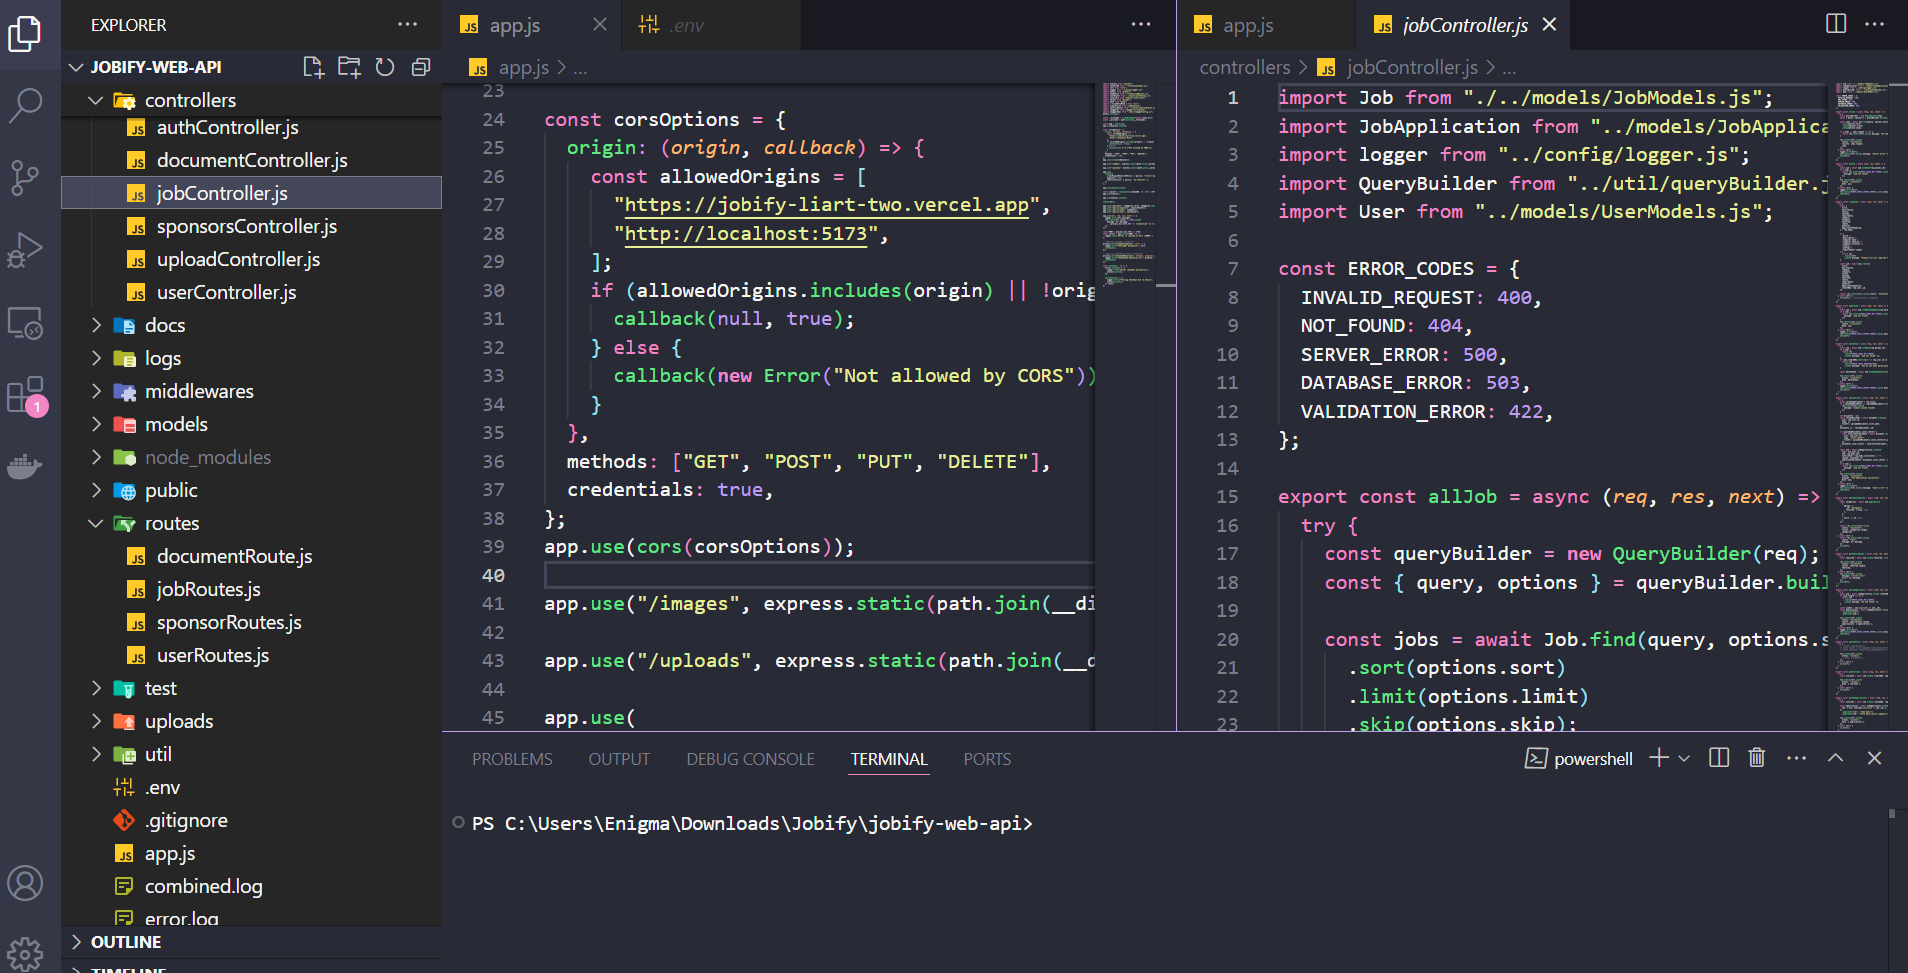 EXPLORER
JOBIFY-WEB-API
controllers
authController.js
documentController.js
jobController.js
sponsorsController.js
uploadController.js
userController.js
docs
logs
middlewares
models
node_modules
public
routes
documentRoute.js
jobRoutes.js
sponsorRoutes.js
userRoutes.js
test
uploads
util
.env
.gitignore
app.js
combined.log
error.log
OUTLINE
TIMELINE
1
app.js
.env
app.js > ...
23
24 const corsOptions = {
25 origin: (origin, callback) => {
26 const allowedOrigins = [
27 "https://jobify-liart-two.vercel.app",
28 "http://localhost:5173",
29 ];
30 if (allowedOrigins.includes(origin) || !orig
31 callback(null, true);
32 } else {
33 callback(new Error("Not allowed by CORS"))
34 }
35 },
36 methods: ["GET", "POST", "PUT", "DELETE"],
37 credentials: true,
38 };
39 app.use(cors(corsOptions));
40
41 app.use("/images", express.static(path.join(__di
42
43 app.use("/uploads", express.static(path.join(__d
44
45 app.use(
app.js
jobController.js
controllers > jobController.js > ...
1 import Job from "./../models/JobModels.js";
2 import JobApplication from "../models/JobApplica
3 import logger from "../config/logger.js";
4 import QueryBuilder from "../util/queryBuilder.j
5 import User from "../models/UserModels.js";
6
7 const ERROR_CODES = {
8 INVALID_REQUEST: 400,
9 NOT_FOUND: 404,
10 SERVER_ERROR: 500,
11 DATABASE_ERROR: 503,
12 VALIDATION_ERROR: 422,
13 };
14
15 export const allJob = async (req, res, next) =>
16 try {
17 const queryBuilder = new QueryBuilder(req);
18 const { query, options } = queryBuilder.buil
19
20 const jobs = await Job.find(query, options.s
21 .sort(options.sort)
22 .limit(options.limit)
23 .skip(options.skip);
PROBLEMS OUTPUT DEBUG CONSOLE TERMINAL PORTS
powershell
PS C:\Users\Enigma\Downloads\Jobify\jobify-web-api>